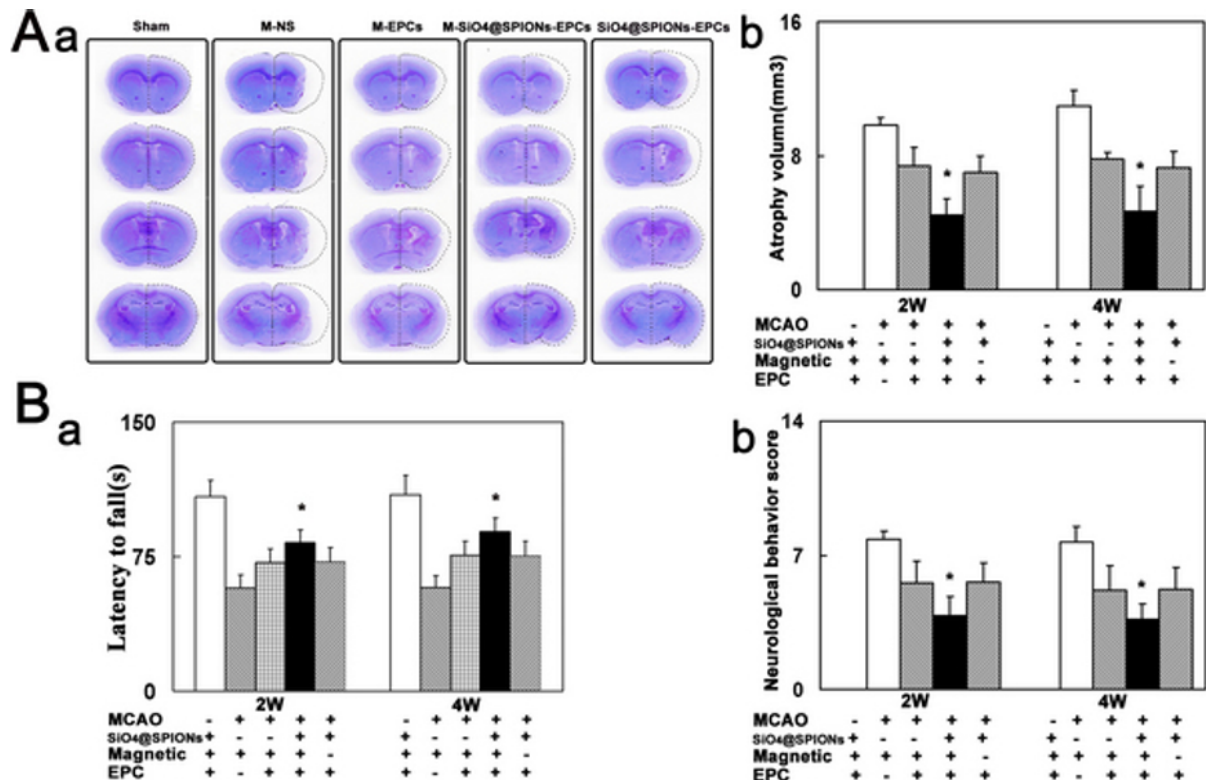 Aa
Sham M-NS M-EPCs M-SiO4@SPIONs-EPCs SiO4@SPIONs-EPCs
b
Atrophy volumn(mm3)
16
8
0
2W 4W
* *
MCAO - + + + + - + + + +
SiO4@SPIONs + + + + + +
Magnetic + + + + - + + + + -
EPC + - + + + + - + + +
B
a
Latency to fall(s)
150
75
0
* *
2W 4W
MCAO - + + + + - + + + +
SiO4@SPIONs + + + + + +
Magnetic + + + + - + + + + -
EPC + - + + + + - + + +
b
Neurological behavior score
14
7
0
* *
2W 4W
MCAO - + + + + - + + + +
SiO4@SPIONs + + + + + +
Magnetic + + + + - + + + + -
EPC + - + + + + - + + +